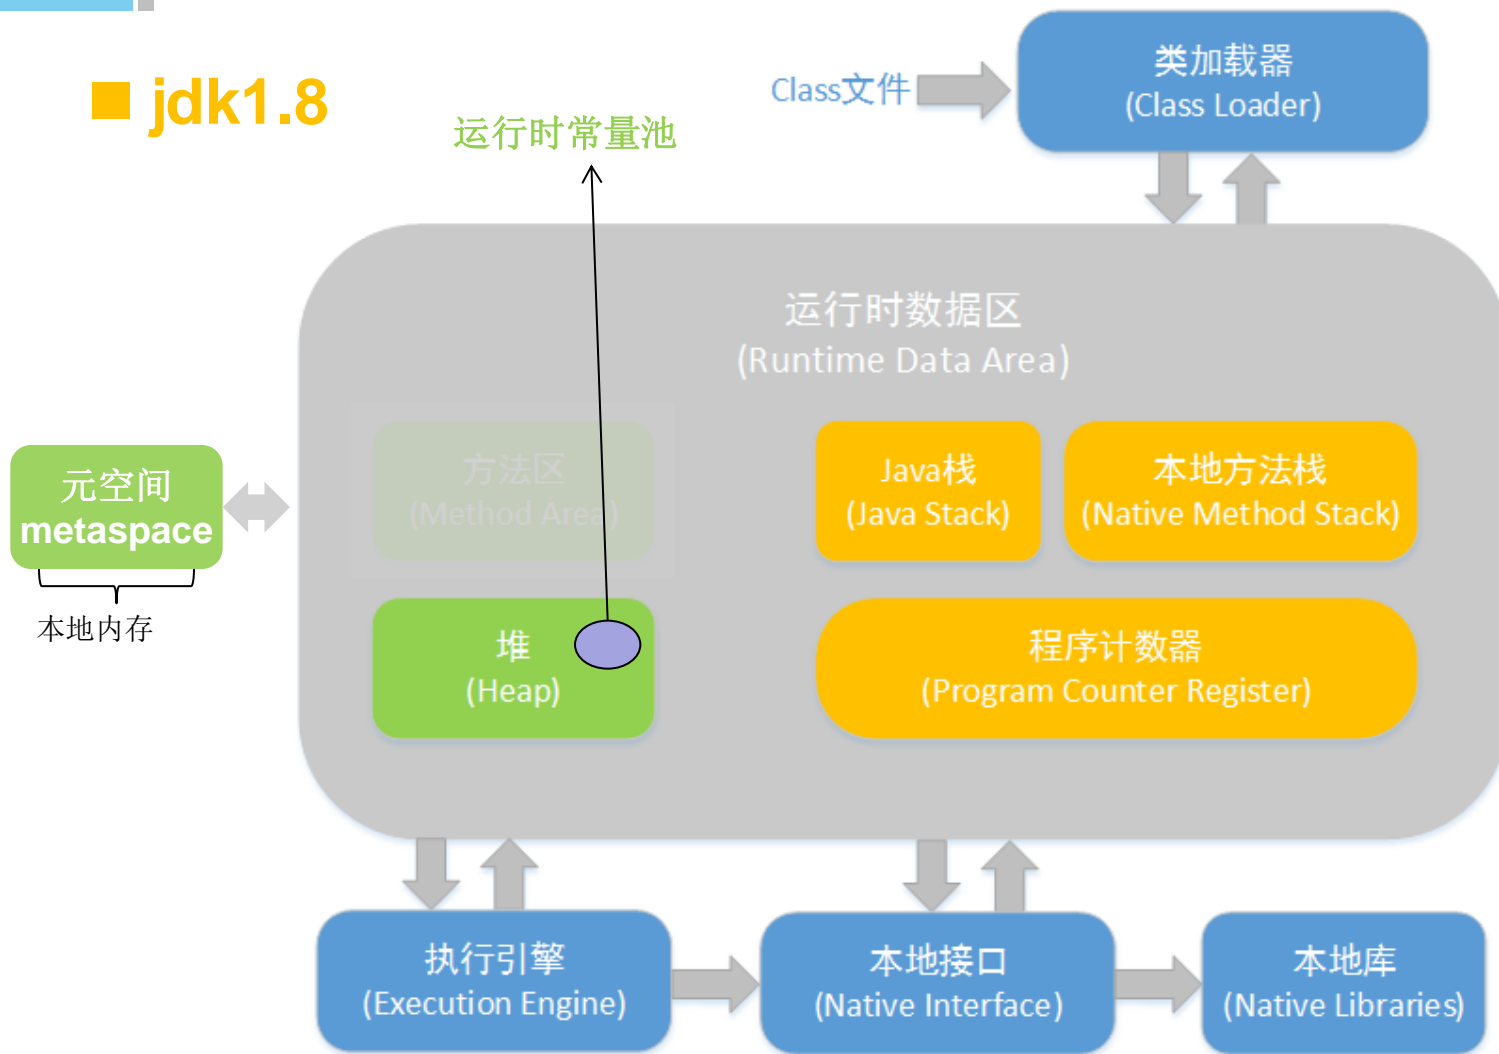 jdk1.8
运行时常量池
Class文件
类加载器
(Class Loader)
运行时数据区
(Runtime Data Area)
元空间
metaspace
本地内存
方法区
(Method Area)
Java栈
(Java Stack)
本地方法栈
(Native Method Stack)
堆
(Heap)
程序计数器
(Program Counter Register)
执行引擎
(Execution Engine)
本地接口
(Native Interface)
本地库
(Native Libraries)